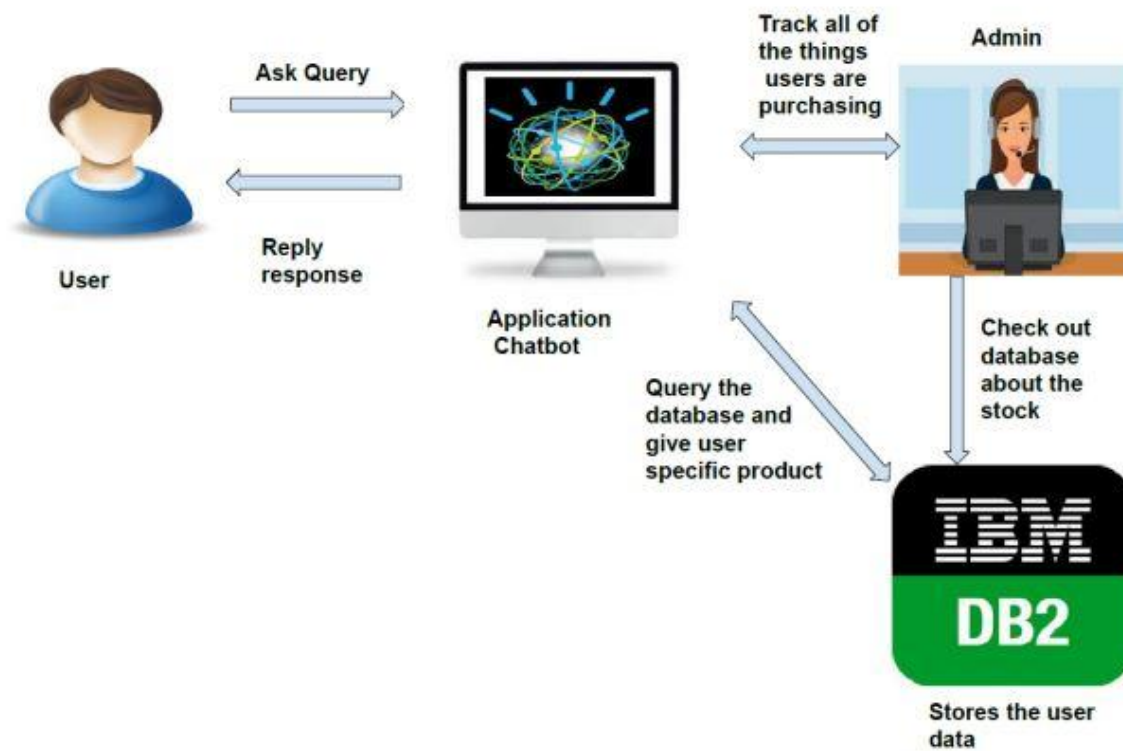 Ask Query
Reply
response
User
Application
Chatbot
Track all of
the things
users are
purchasing
Admin
Query the
database and
give user
specific product
Check out
database
about the
stock
IBM
DB2
Stores the user
data